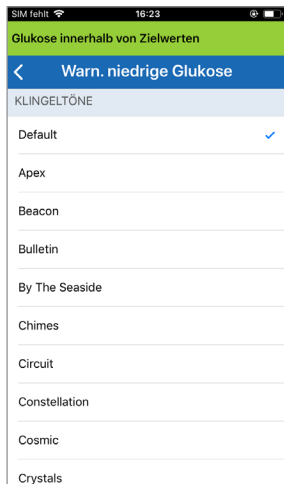 SIM fehlt 16:23
Glukose innerhalb von Zielwerten
Warn. niedrige Glukose
KLINGELTÖNE
Default
Apex
Beacon
Bulletin
By The Seaside
Chimes
Circuit
Constellation
Cosmic
Crystals